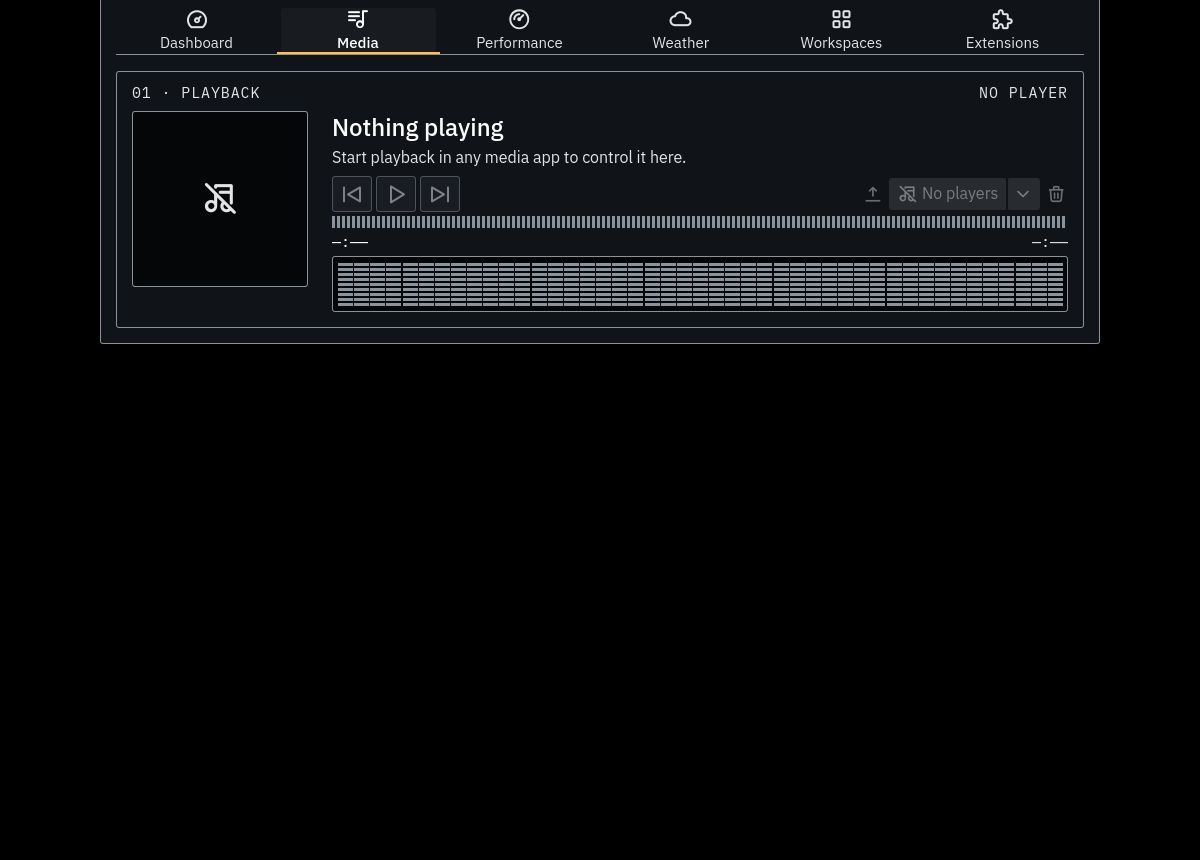 Dashboard
Media
Performance
Weather
Workspaces
Extensions
01 · PLAYBACK
NO PLAYER
Nothing playing
Start playback in any media app to control it here.
No players
—:——
—:——